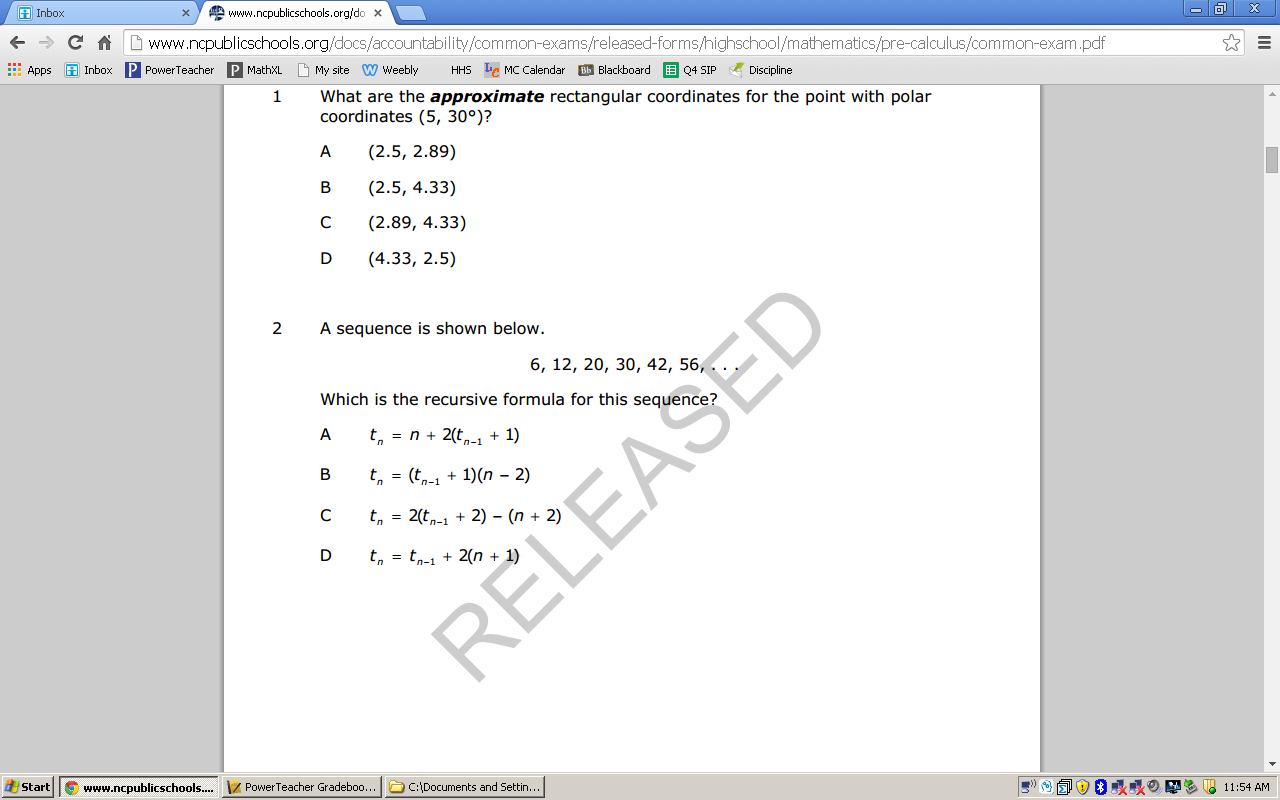 Inbox
www.ncpublicschools.org/do
www.ncpublicschools.org/docs/accountability/common-exams/released-forms/highschool/mathematics/pre-calculus/common-exam.pdf
Apps Inbox PowerTeacher MathXL My site Weebly HHS MC Calendar Blackboard Q4 SIP Discipline
1 What are the approximate rectangular coordinates for the point with polar
coordinates (5, 30°)?
A (2.5, 2.89)
B (2.5, 4.33)
C (2.89, 4.33)
D (4.33, 2.5)
2 A sequence is shown below.
6, 12, 20, 30, 42, 56, . . .
Which is the recursive formula for this sequence?
A tₙ = n + 2(tₙ₋₁ + 1)
B tₙ = (tₙ₋₁ + 1)(n − 2)
C tₙ = 2(tₙ₋₁ + 2) − (n + 2)
D tₙ = tₙ₋₁ + 2(n + 1)
RELEASED
Start www.ncpublicschools.... PowerTeacher Gradeboo... C:\Documents and Settin... 11:54 AM